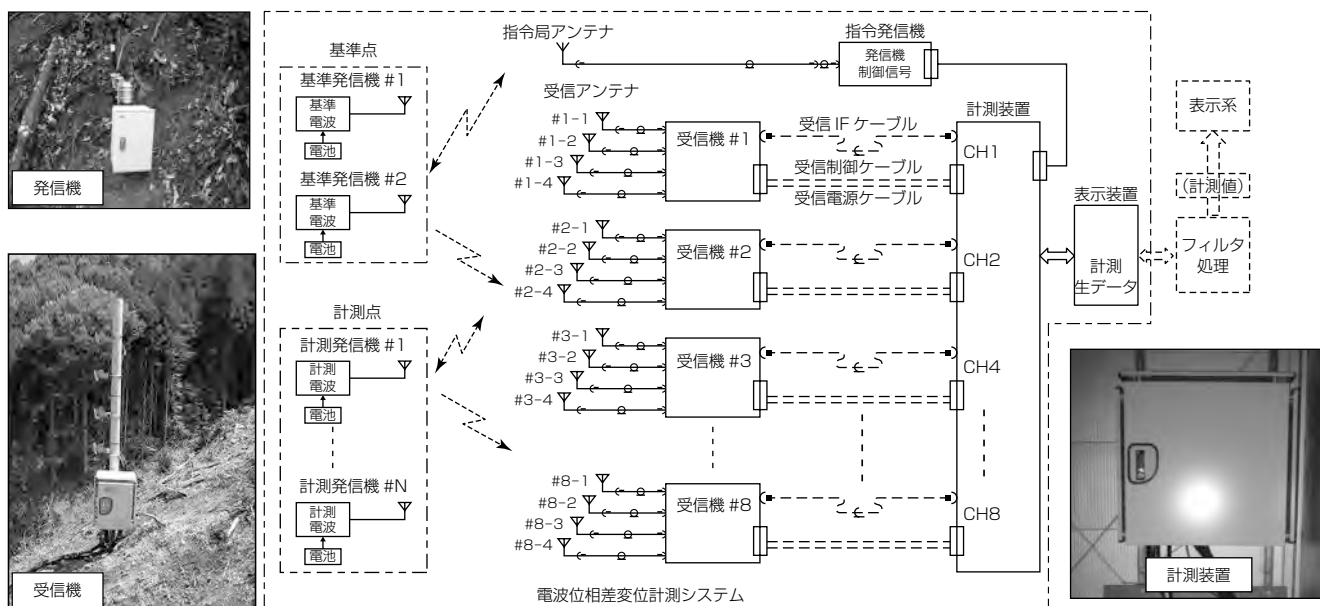 発信機
受信機
基準点
基準発信機 #1
基準
電波
電池
基準発信機 #2
基準
電波
電池
計測点
計測発信機 #1
計測
電波
電池
計測発信機 #N
計測
電波
電池
指令局アンテナ
指令発信機
発信機
制御信号
受信アンテナ
#1-1
#1-2
#1-3
#1-4
受信機 #1
受信 IF ケーブル
受信制御ケーブル
受信電源ケーブル
計測装置
CH1
#2-1
#2-2
#2-3
#2-4
受信機 #2
CH2
#3-1
#3-2
#3-3
#3-4
受信機 #3
CH4
#8-1
#8-2
#8-3
#8-4
受信機 #8
CH8
表示装置
計測
生データ
表示系
(計測値)
フィルタ
処理
計測装置
電波位相差変位計測システム